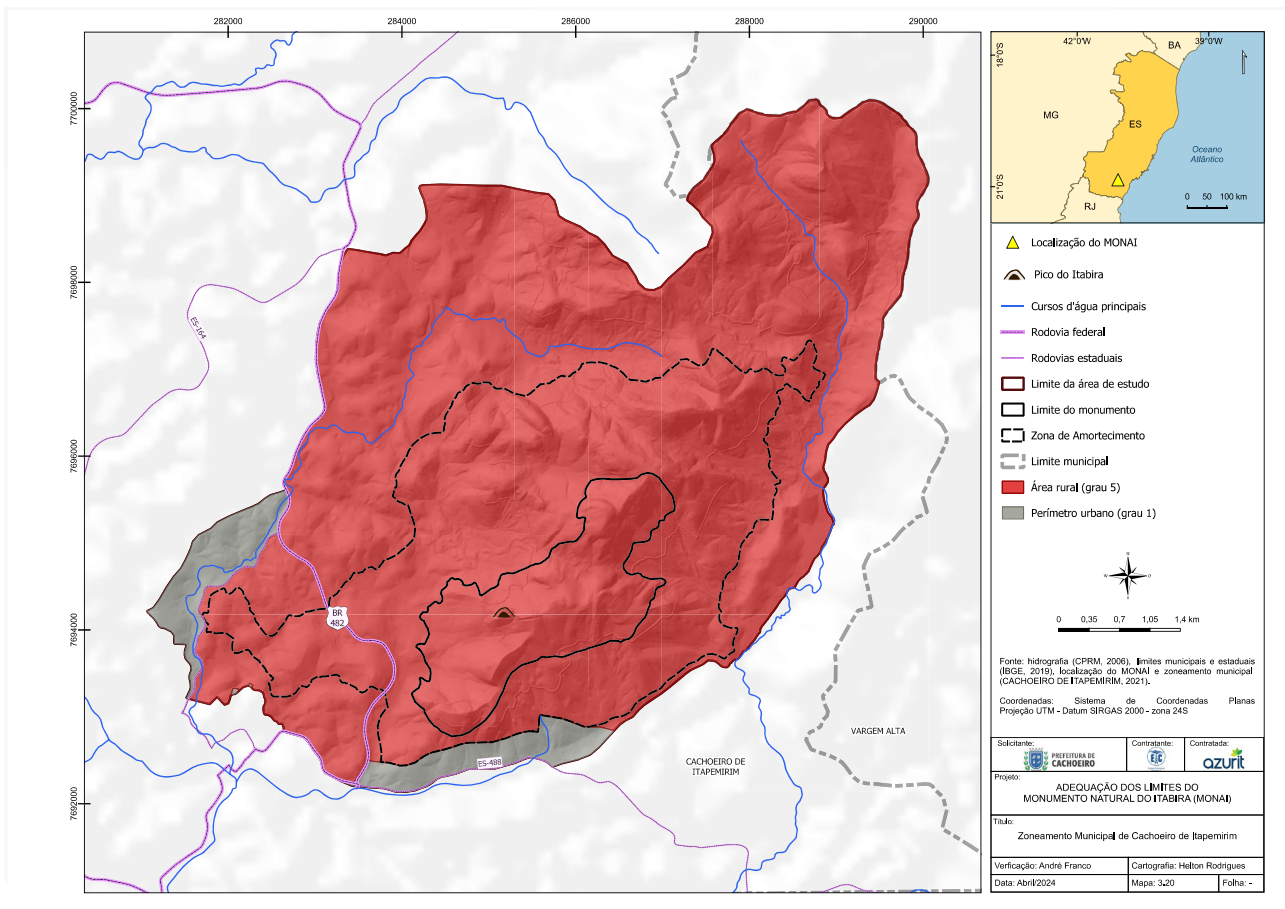 282000
284000
286000
288000
290000
7700000
7698000
7696000
7694000
7692000
ES-164
BR
482
ES-488
CACHOEIRO DE
ITAPEMIRIM
VARGEM ALTA
42°0'W
39°0'W
18°0'S
21°0'S
BA
MG
ES
RJ
Oceano
Atlântico
0 50 100 km
Localização do MONAI
Pico do Itabira
Cursos d'água principais
Rodovia federal
Rodovias estaduais
Limite da área de estudo
Limite do monumento
Zona de Amortecimento
Limite municipal
Área rural (grau 5)
Perímetro urbano (grau 1)
N
W O
S
0 0,35 0,7 1,05 1,4 km
Fonte: hidrografia (CPRM, 2006), limites municipais e estaduais
(IBGE, 2019), localização do MONAI e zoneamento municipal
(CACHOEIRO DE ITAPEMIRIM, 2021).
Coordenadas: Sistema de Coordenadas Planas
Projeção UTM - Datum SIRGAS 2000 - zona 24S
Solicitante:
PREFEITURA DE
CACHOEIRO
Contratante:
EJC
Contratada:
azurit
Projeto:
ADEQUAÇÃO DOS LIMITES DO
MONUMENTO NATURAL DO ITABIRA (MONAI)
Título:
Zoneamento Municipal de Cachoeiro de Itapemirim
Verficação: André Franco
Cartografia: Helton Rodrigues
Data: Abril/2024
Mapa: 3.20
Folha: -